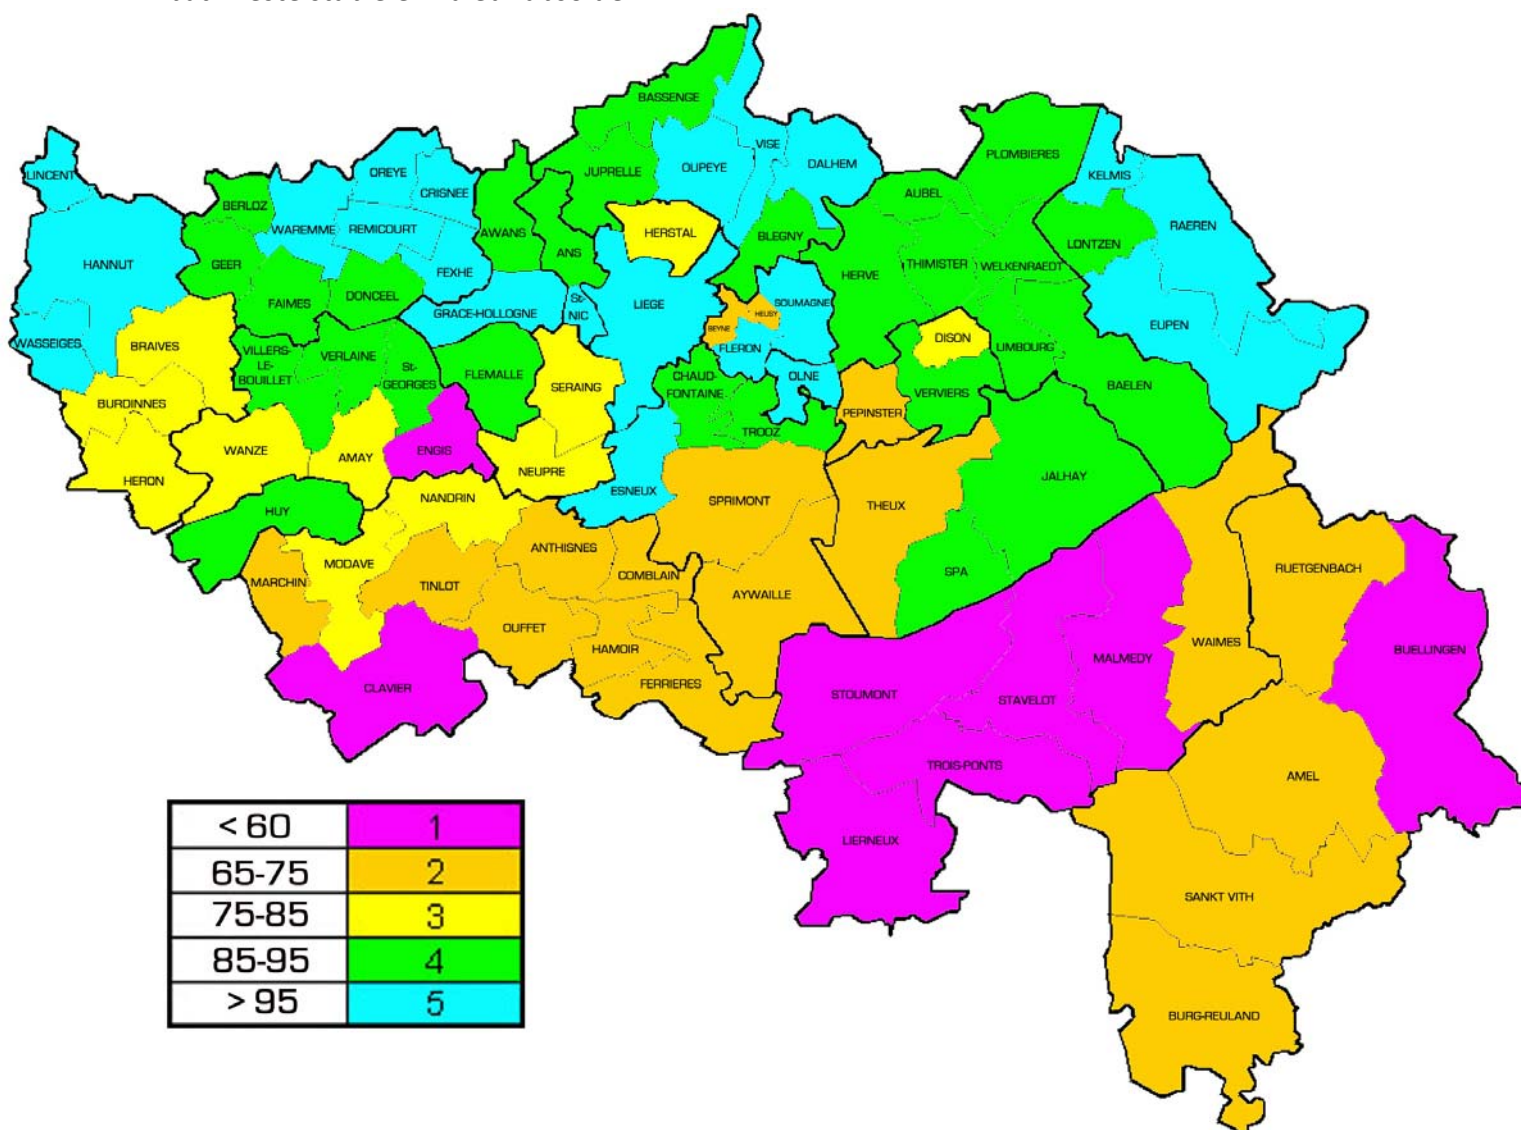 BASSENGE
VISE
OUPEYE
DALHEM
PLOMBIERES
KELMIS
LINCENT
OREYE
CRISNEE
JUPRELLE
AUBEL
BERLOZ
WAREMME
REMICOURT
AWANS
ANS
HERSTAL
BLEGNY
LONTZEN
RAEREN
HANNUT
GEER
FEXHE
HERVE
THIMISTER
WELKENRAEDT
FAIMES
DONCEEL
GRACE-HOLLOGNE
St-
NIC
LIEGE
SOUMAGNE
BEYNE
HEUSY
EUPEN
WASSEIGES
BRAIVES
VILLERS-
LE-
BOUILLET
VERLAINE
St-
GEORGES
FLEMALLE
SERAING
FLERON
DISON
LIMBOURG
CHAUD-
FONTAINE
OLNE
BAELEN
BURDINNES
VERVIERS
PEPINSTER
TROOZ
WANZE
AMAY
ENGIS
NEUPRE
HERON
NANDRIN
ESNEUX
SPRIMONT
THEUX
JALHAY
HUY
ANTHISNES
MODAVE
MARCHIN
TINLOT
COMBLAIN
AYWAILLE
SPA
RUETGENBACH
OUFFET
HAMOIR
WAIMES
BUELLINGEN
CLAVIER
FERRIERES
STOUMONT
STAVELOT
MALMEDY
TROIS-PONTS
AMEL
LIERNEUX
SANKT VITH
BURG-REULAND
< 60 1
65-75 2
75-85 3
85-95 4
> 95 5